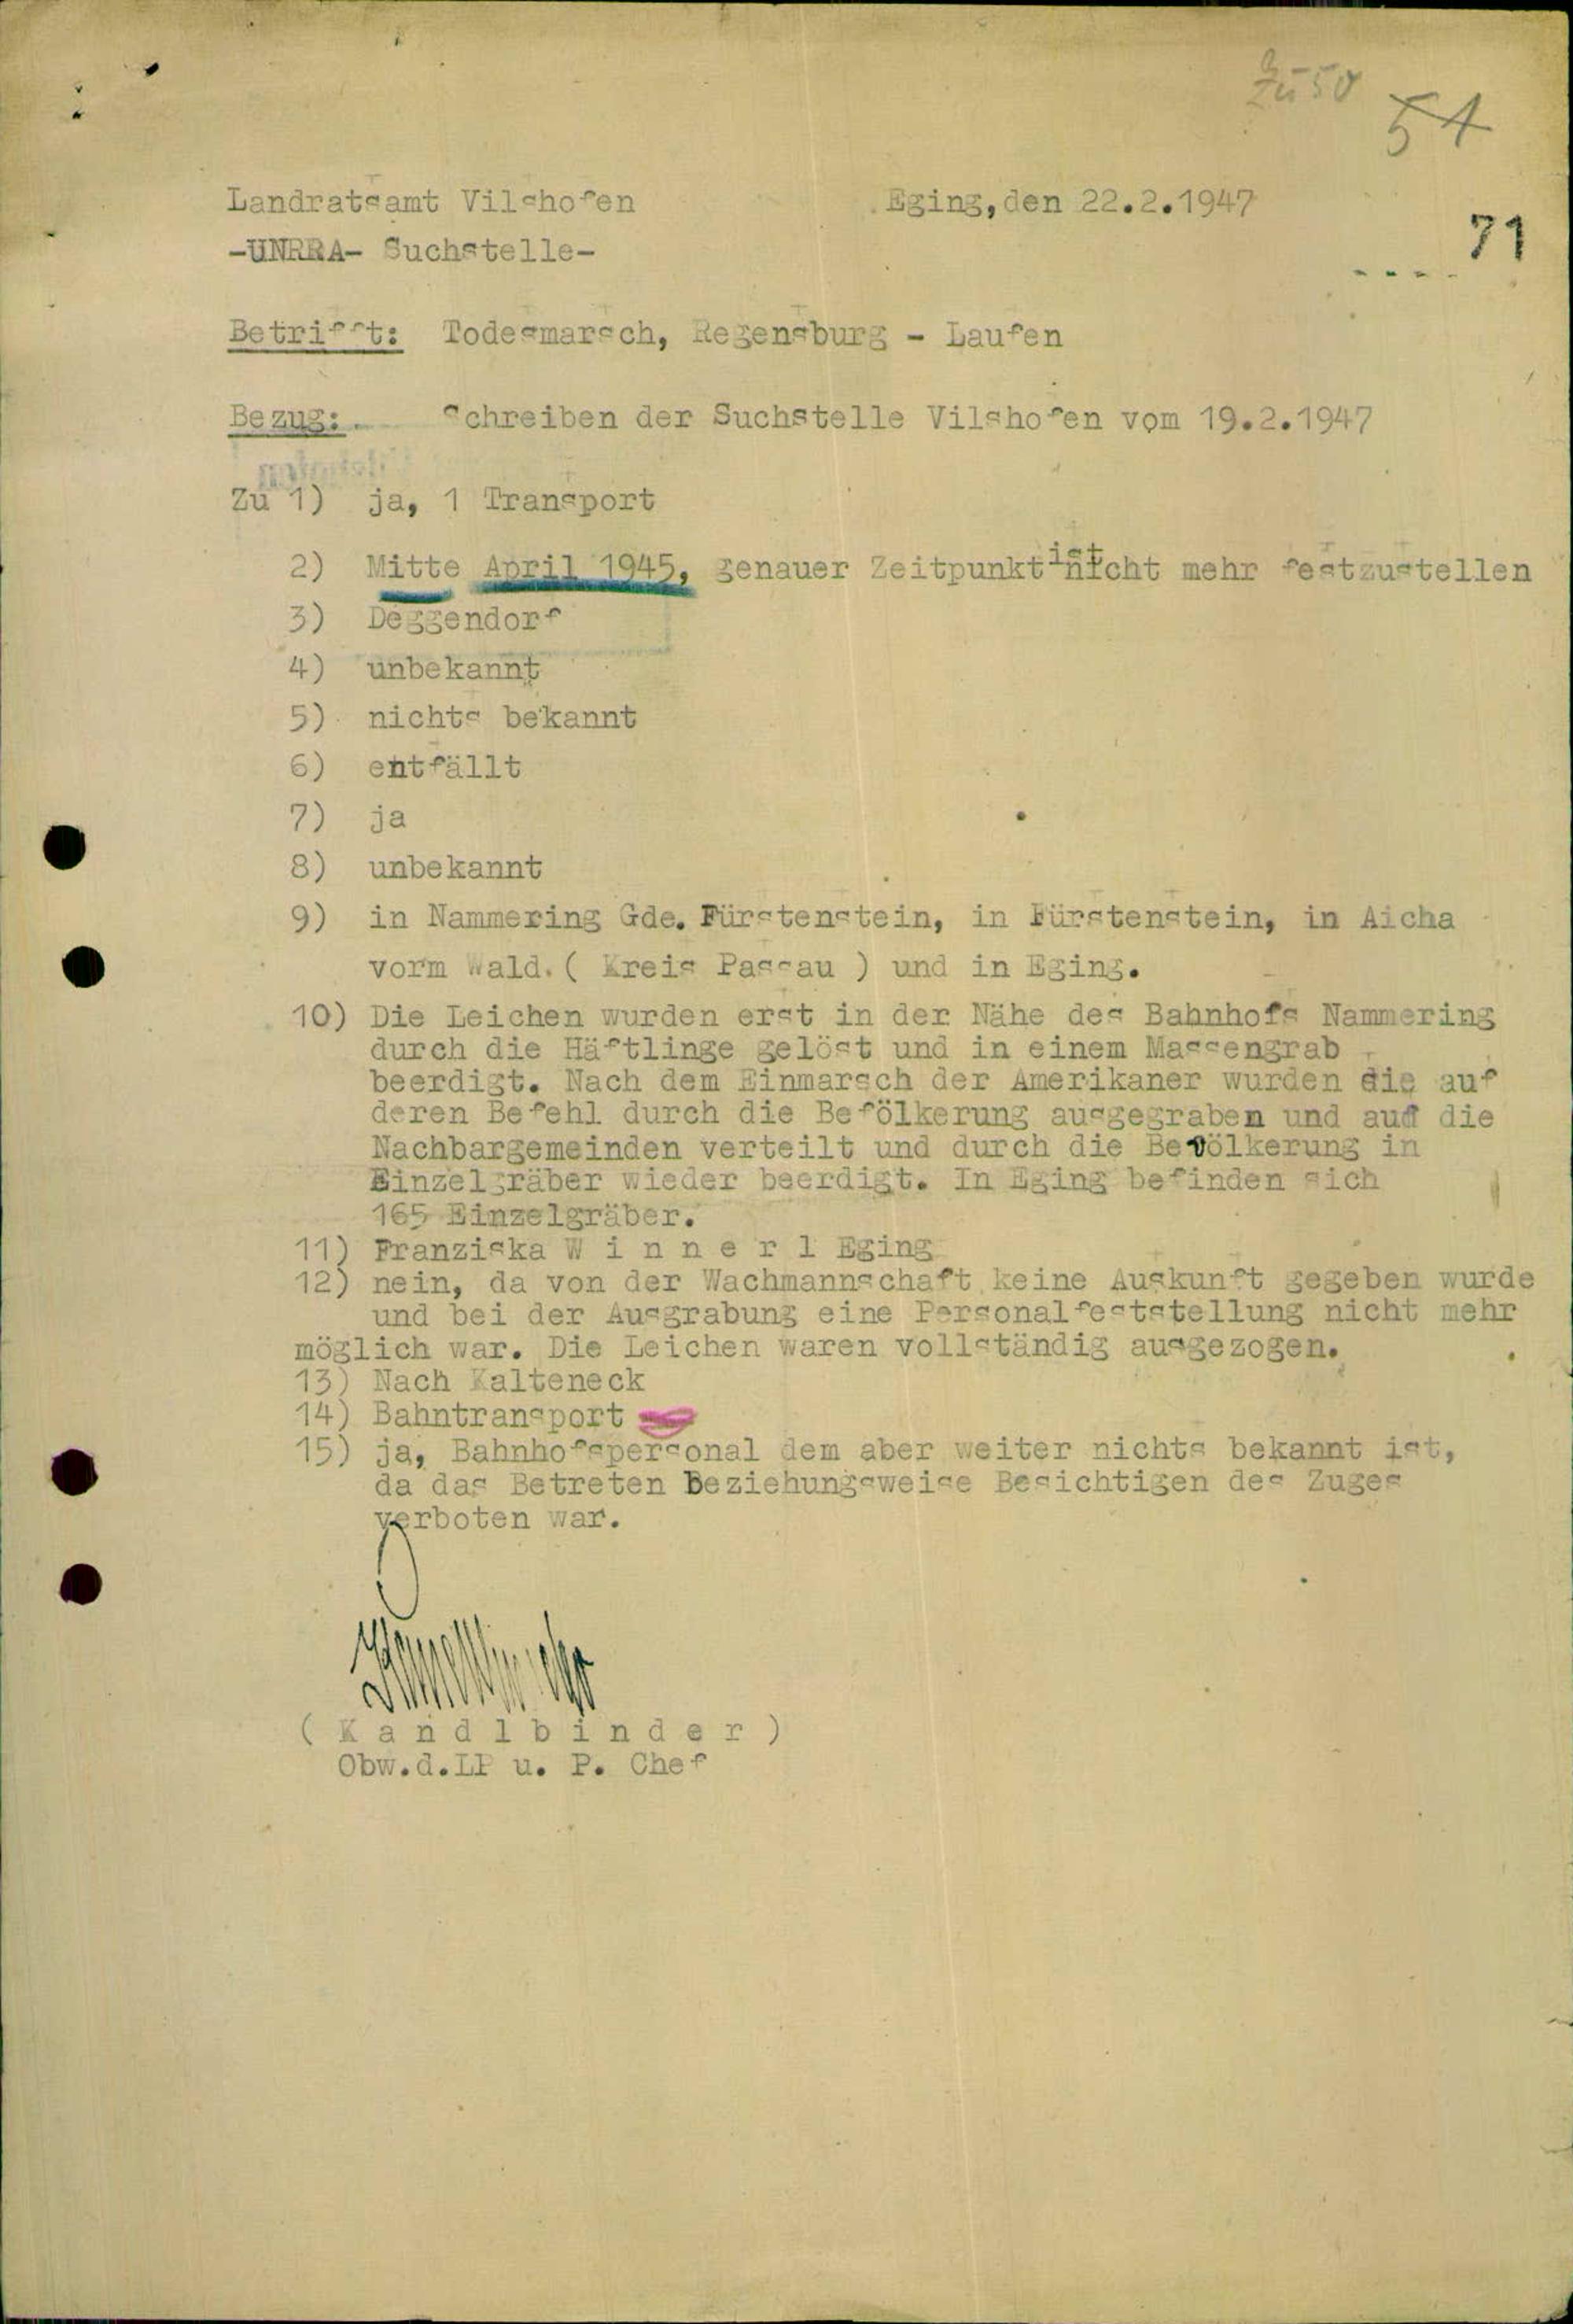 Zu 50
54
Landratsamt Vilshofen Eging,den 22.2.1947
71
-UNRRA- Suchstelle-
Betrifft: Todesmarsch, Regensburg - Laufen
Bezug: Schreiben der Suchstelle Vilshofen vom 19.2.1947
Zu 1) ja, 1 Transport
2) Mitte April 1945, genauer Zeitpunkt ist nicht mehr festzustellen
3) Deggendorf
4) unbekannt
5) nichts bekannt
6) entfällt
7) ja
8) unbekannt
9) in Nammering Gde. Fürstenstein, in Fürstenstein, in Aicha
vorm Wald. ( Kreis Passau ) und in Eging.
10) Die Leichen wurden erst in der Nähe des Bahnhofs Nammering
durch die Häftlinge gelöst und in einem Massengrab
beerdigt. Nach dem Einmarsch der Amerikaner wurden die auf
deren Befehl durch die Befölkerung ausgegraben und auf die
Nachbargemeinden verteilt und durch die Bevölkerung in
Einzelgräber wieder beerdigt. In Eging befinden sich
165 Einzelgräber.
11) Franziska W i n n e r l Eging
12) nein, da von der Wachmannschaft keine Auskunft gegeben wurde
und bei der Ausgrabung eine Personalfeststellung nicht mehr
möglich war. Die Leichen waren vollständig ausgezogen.
13) Nach Kalteneck
14) Bahntransport
15) ja, Bahnhofspersonal dem aber weiter nichts bekannt ist,
da das Betreten Beziehungsweise Besichtigen des Zuges
verboten war.
( K a n d l b i n d e r )
Obw.d.LP u. P. Chef